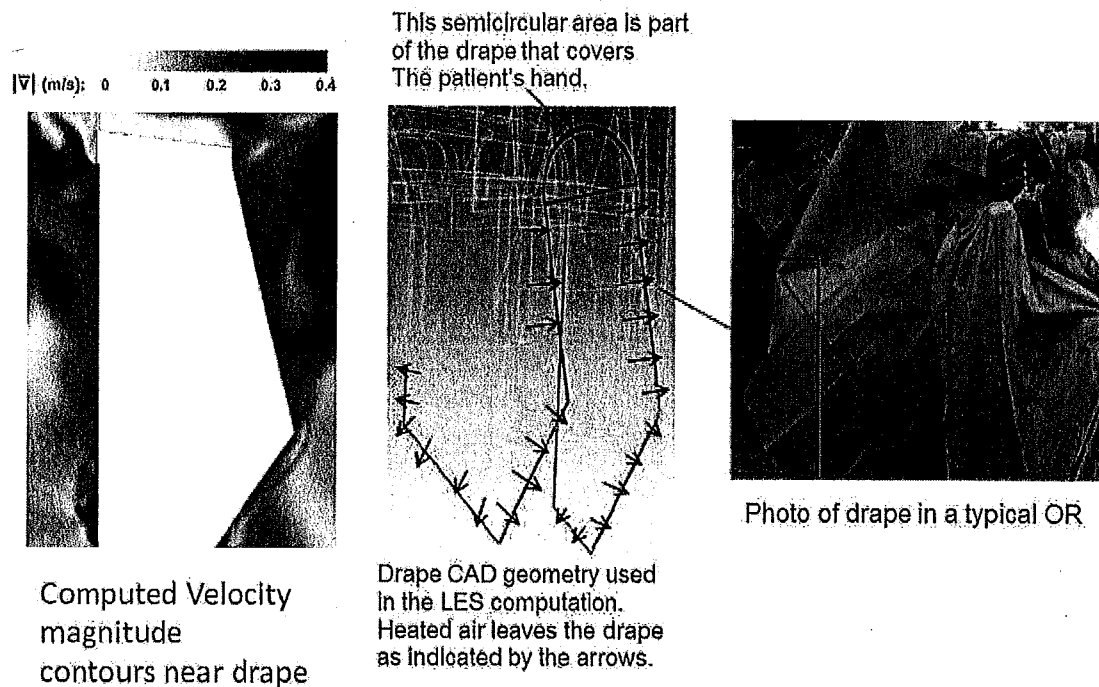 This semicircular area is part
of the drape that covers
The patient's hand.
|V̅| (m/s): 0 0.1 0.2 0.3 0.4
Photo of drape in a typical OR
Computed Velocity
magnitude
contours near drape
Drape CAD geometry used
in the LES computation.
Heated air leaves the drape
as indicated by the arrows.